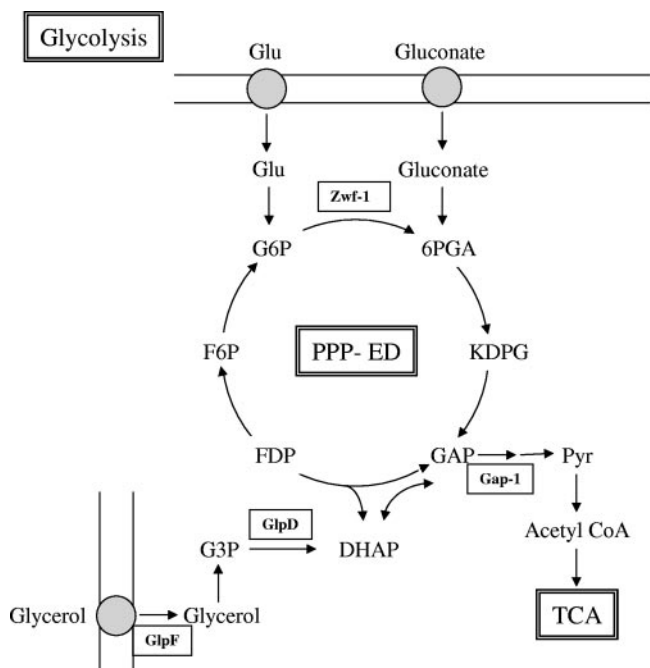 Glycolysis
Glu
Gluconate
Glu
Gluconate
Zwf-1
G6P
6PGA
F6P
PPP- ED
KDPG
FDP
GAP
Pyr
Gap-1
GlpD
G3P
DHAP
Acetyl CoA
Glycerol
Glycerol
TCA
GlpF